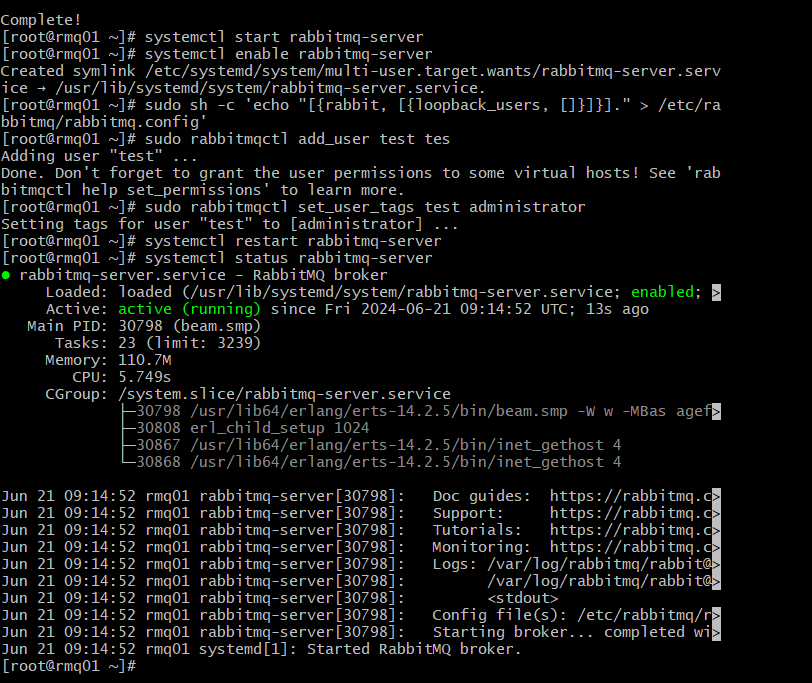 Complete!
[root@rmq01 ~]# systemctl start rabbitmq-server
[root@rmq01 ~]# systemctl enable rabbitmq-server
Created symlink /etc/systemd/system/multi-user.target.wants/rabbitmq-server.serv
ice → /usr/lib/systemd/system/rabbitmq-server.service.
[root@rmq01 ~]# sudo sh -c 'echo "[{rabbit, [{loopback_users, []}]}]." > /etc/ra
bbitmq/rabbitmq.config'
[root@rmq01 ~]# sudo rabbitmqctl add_user test tes
Adding user "test" ...
Done. Don't forget to grant the user permissions to some virtual hosts! See 'rab
bitmqctl help set_permissions' to learn more.
[root@rmq01 ~]# sudo rabbitmqctl set_user_tags test administrator
Setting tags for user "test" to [administrator] ...
[root@rmq01 ~]# systemctl restart rabbitmq-server
[root@rmq01 ~]# systemctl status rabbitmq-server
● rabbitmq-server.service - RabbitMQ broker
     Loaded: loaded (/usr/lib/systemd/system/rabbitmq-server.service; enabled; >
     Active: active (running) since Fri 2024-06-21 09:14:52 UTC; 13s ago
   Main PID: 30798 (beam.smp)
      Tasks: 23 (limit: 3239)
     Memory: 110.7M
        CPU: 5.749s
     CGroup: /system.slice/rabbitmq-server.service
             ├─30798 /usr/lib64/erlang/erts-14.2.5/bin/beam.smp -W w -MBas agef>
             ├─30808 erl_child_setup 1024
             ├─30867 /usr/lib64/erlang/erts-14.2.5/bin/inet_gethost 4
             └─30868 /usr/lib64/erlang/erts-14.2.5/bin/inet_gethost 4
Jun 21 09:14:52 rmq01 rabbitmq-server[30798]:   Doc guides:  https://rabbitmq.c>
Jun 21 09:14:52 rmq01 rabbitmq-server[30798]:   Support:     https://rabbitmq.c>
Jun 21 09:14:52 rmq01 rabbitmq-server[30798]:   Tutorials:   https://rabbitmq.c>
Jun 21 09:14:52 rmq01 rabbitmq-server[30798]:   Monitoring:  https://rabbitmq.c>
Jun 21 09:14:52 rmq01 rabbitmq-server[30798]:   Logs: /var/log/rabbitmq/rabbit@>
Jun 21 09:14:52 rmq01 rabbitmq-server[30798]:         /var/log/rabbitmq/rabbit@>
Jun 21 09:14:52 rmq01 rabbitmq-server[30798]:         <stdout>
Jun 21 09:14:52 rmq01 rabbitmq-server[30798]:   Config file(s): /etc/rabbitmq/r>
Jun 21 09:14:52 rmq01 rabbitmq-server[30798]:   Starting broker... completed wi>
Jun 21 09:14:52 rmq01 systemd[1]: Started RabbitMQ broker.
[root@rmq01 ~]#